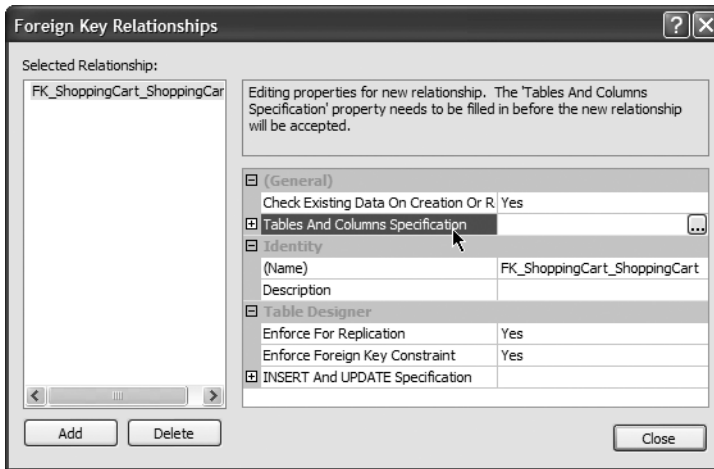 Foreign Key Relationships
Selected Relationship:
FK_ShoppingCart_ShoppingCar
Editing properties for new relationship. The 'Tables And Columns
Specification' property needs to be filled in before the new relationship
will be accepted.
(General)
Check Existing Data On Creation Or R Yes
Tables And Columns Specification ...
Identity
(Name) FK_ShoppingCart_ShoppingCart
Description
Table Designer
Enforce For Replication Yes
Enforce Foreign Key Constraint Yes
INSERT And UPDATE Specification
Add Delete Close